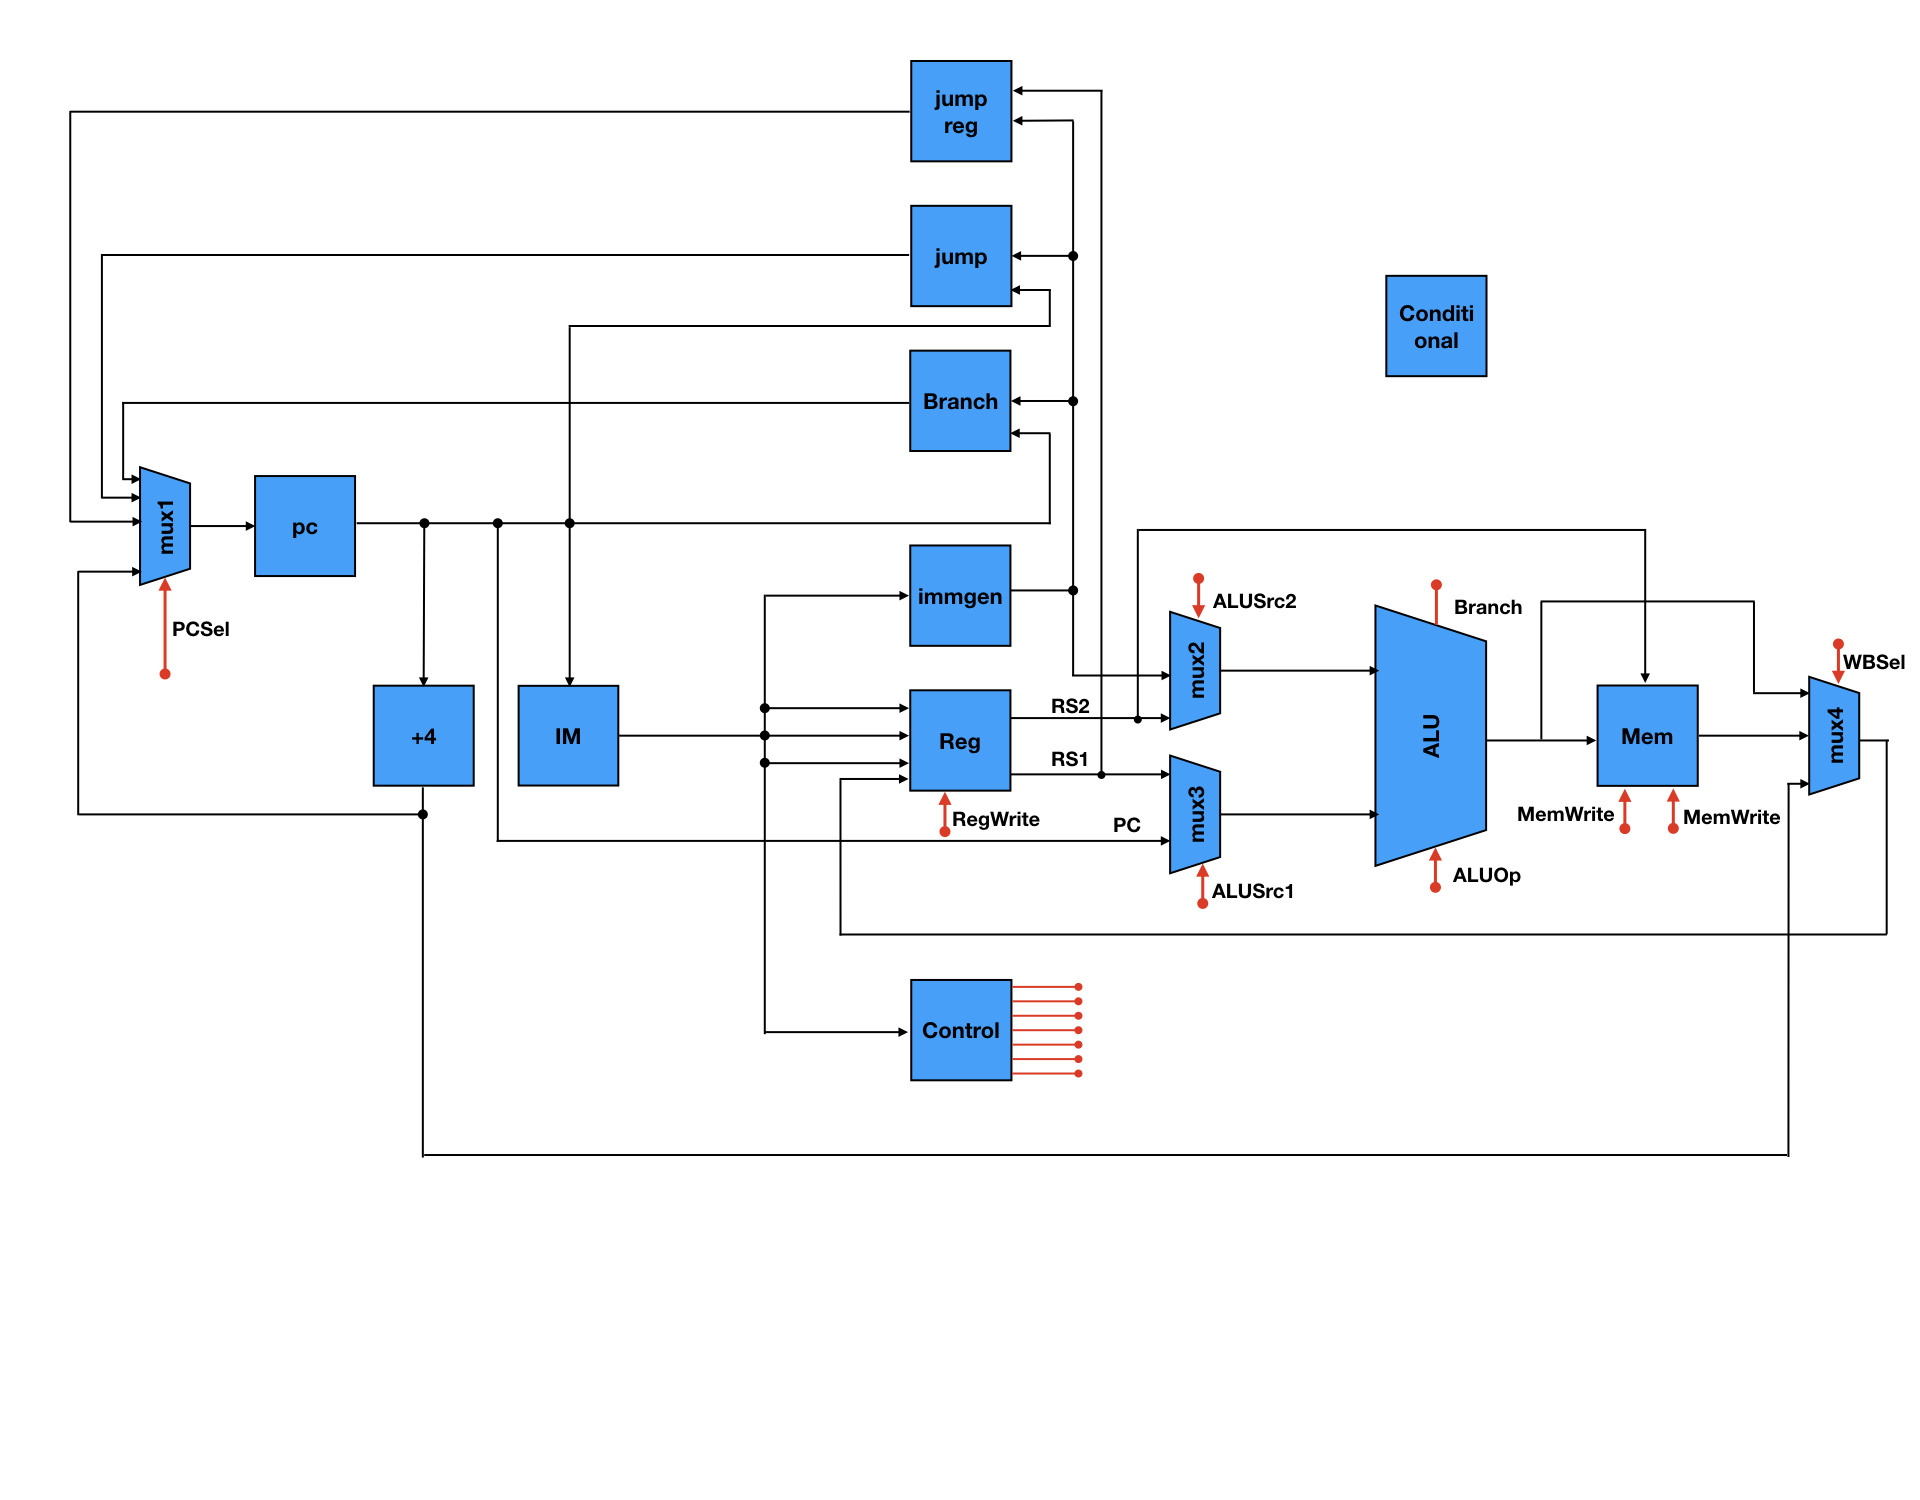 jump
reg
jump
Conditi
onal
Branch
mux1
pc
immgen
ALUSrc2
Branch
PCSel
mux2
WBSel
RS2
+4
IM
Reg
ALU
Mem
mux4
RS1
mux3
RegWrite
PC
MemWrite
MemWrite
ALUSrc1
ALUOp
Control